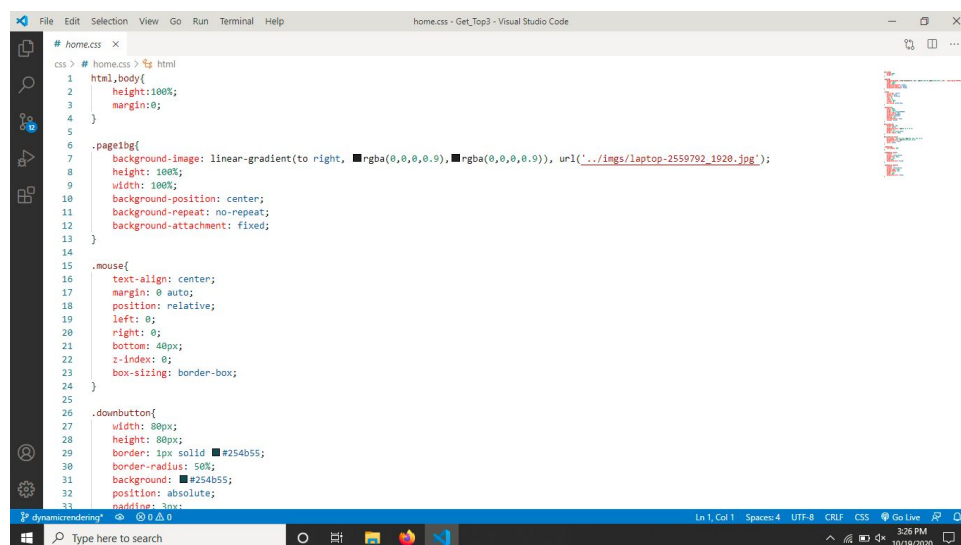 File Edit Selection View Go Run Terminal Help home.css - Get_Top3 - Visual Studio Code
# home.css ×
css > # home.css > html
1 html,body{
2     height:100%;
3     margin:0;
4 }
5
6 .page1bg{
7     background-image: linear-gradient(to right, rgba(0,0,0,0.9),rgba(0,0,0,0.9)), url('../imgs/laptop-2559792_1920.jpg');
8     height: 100%;
9     width: 100%;
10     background-position: center;
11     background-repeat: no-repeat;
12     background-attachment: fixed;
13 }
14
15 .mouse{
16     text-align: center;
17     margin: 0 auto;
18     position: relative;
19     left: 0;
20     right: 0;
21     bottom: 40px;
22     z-index: 0;
23     box-sizing: border-box;
24 }
25
26 .downbutton{
27     width: 80px;
28     height: 80px;
29     border: 1px solid #254b55;
30     border-radius: 50%;
31     background: #254b55;
32     position: absolute;
33     padding: 3px;
12
dynamicrendering* 0 0 Ln 1, Col 1 Spaces: 4 UTF-8 CRLF CSS Go Live
Type here to search
3:26 PM
10/19/2020